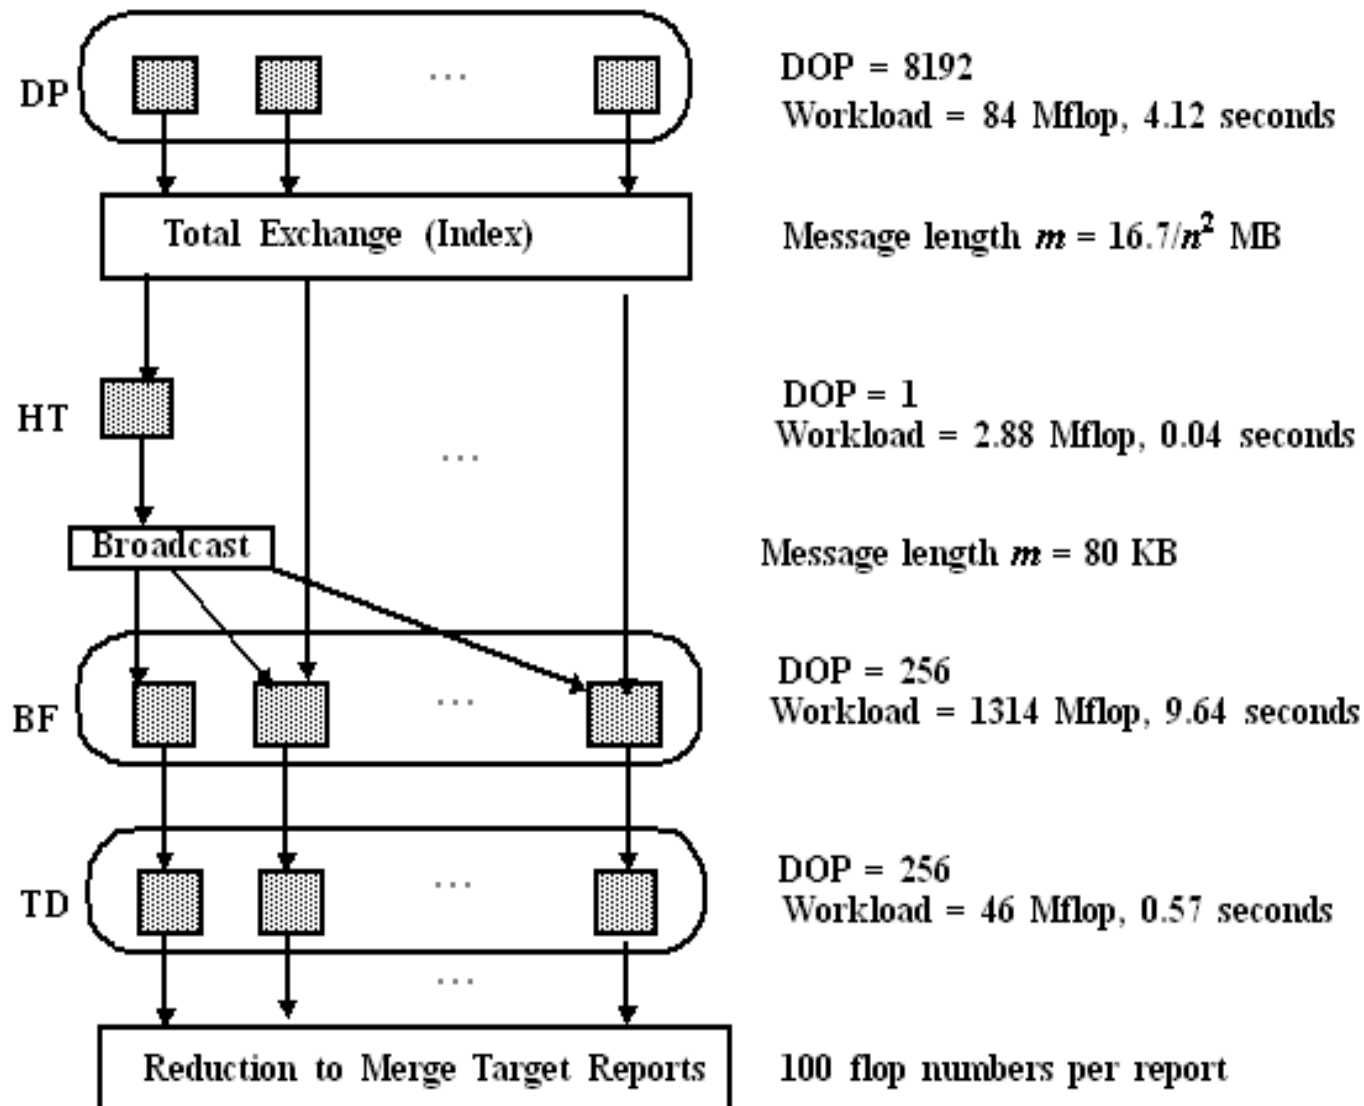 DP
DOP = 8192
Workload = 84 Mflop, 4.12 seconds
Total Exchange (Index)
Message length m = 16.7/n² MB
HT
DOP = 1
Workload = 2.88 Mflop, 0.04 seconds
...
Broadcast
Message length m = 80 KB
BF
DOP = 256
Workload = 1314 Mflop, 9.64 seconds
TD
DOP = 256
Workload = 46 Mflop, 0.57 seconds
Reduction to Merge Target Reports
100 flop numbers per report